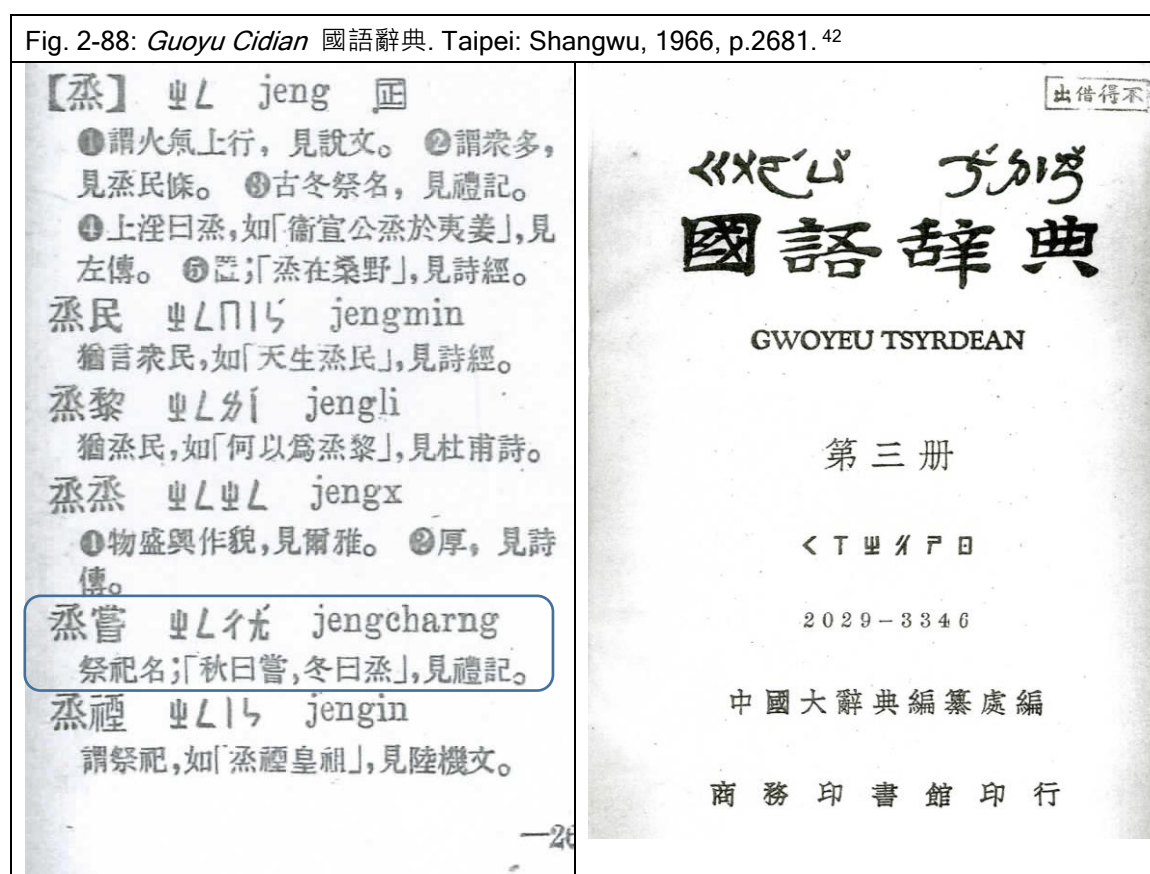 Fig. 2-88: Guoyu Cidian 國語辭典. Taipei: Shangwu, 1966, p.2681. 42
【烝】 ㄓㄥ jeng 正
❶謂火氣上行，見說文。 ❷謂衆多，
見烝民條。 ❸古冬祭名，見禮記。
❹上淫曰烝，如「衞宣公烝於夷姜」，見
左傳。 ❺ ;「烝在桑野」，見詩經。
烝民 ㄓㄥㄇㄧㄣˊ jengmin
猶言衆民，如「天生烝民」，見詩經。
烝黎 ㄓㄥㄌㄧˊ jengli
猶烝民，如「何以爲烝黎」，見杜甫詩。
烝烝 ㄓㄥㄓㄥ jengx
❶物盛興作貌，見爾雅。 ❷厚，見詩
傳。
烝嘗 ㄓㄥㄔㄤˊ jengcharng
祭祀名；「秋曰嘗，冬曰烝」，見禮記。
烝禋 ㄓㄥㄧㄣ jengin
謂祭祀，如「烝禋皇祖」，見陸機文。
—26
出借得不
ㄍㄨㄛˊㄩˇ ㄘˊㄉㄧㄢˇ
國語辞典
GWOYEU TSYRDEAN
第三册
ㄑㄒㄓㄔㄕㄖ
2029–3346
中國大辭典編纂處編
商務印書館印行